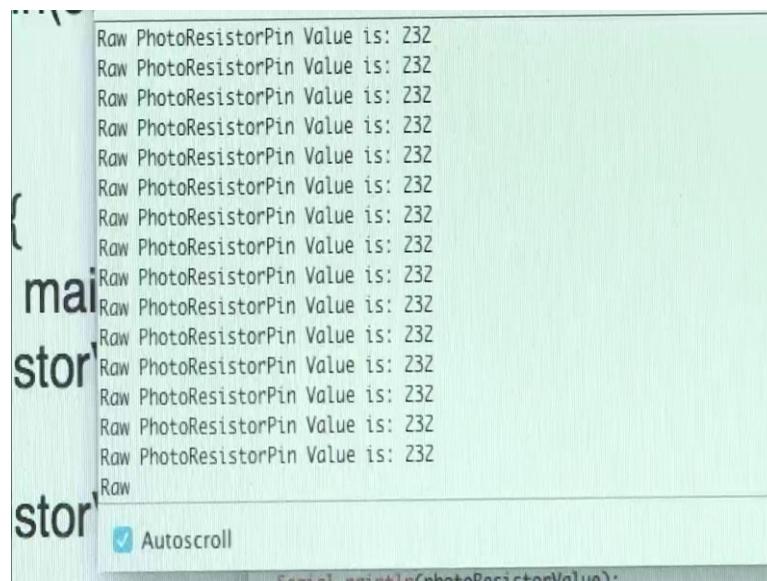 Raw PhotoResistorPin Value is: 232
Raw PhotoResistorPin Value is: 232
Raw PhotoResistorPin Value is: 232
Raw PhotoResistorPin Value is: 232
Raw PhotoResistorPin Value is: 232
Raw PhotoResistorPin Value is: 232
{
Raw PhotoResistorPin Value is: 232
Raw PhotoResistorPin Value is: 232
Raw PhotoResistorPin Value is: 232
mai
Raw PhotoResistorPin Value is: 232
Raw PhotoResistorPin Value is: 232
stor
Raw PhotoResistorPin Value is: 232
Raw PhotoResistorPin Value is: 232
Raw PhotoResistorPin Value is: 232
Raw PhotoResistorPin Value is: 232
Raw
stor
Autoscroll
Serial.println(photoResistorValue);